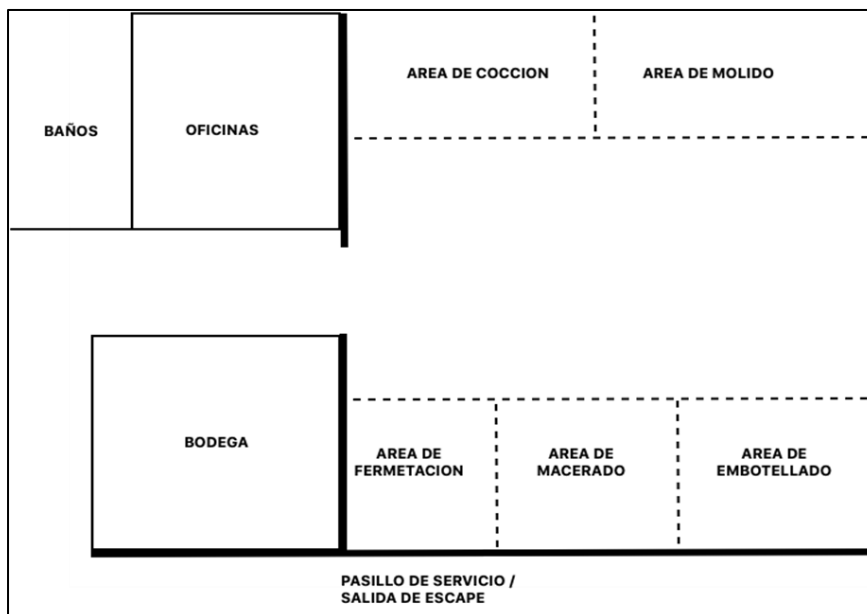 AREA DE COCCION
AREA DE MOLIDO
BAÑOS
OFICINAS
BODEGA
AREA DE
FERMETACION
AREA DE
MACERADO
AREA DE
EMBOTELLADO
PASILLO DE SERVICIO /
SALIDA DE ESCAPE